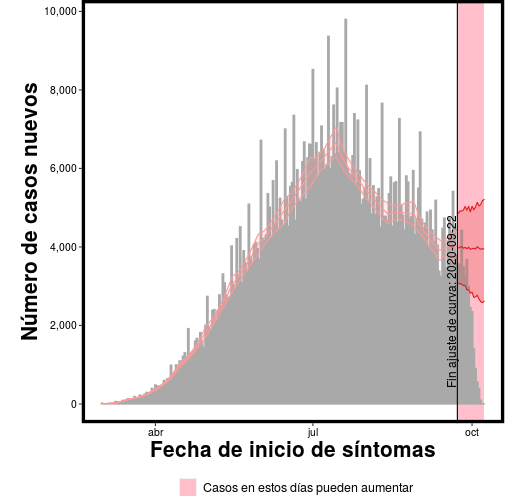 Número de casos nuevos
10,000
8,000
6,000
4,000
2,000
0
Fin ajuste de curva: 2020-09-22
abr
jul
oct
Fecha de inicio de síntomas
Casos en estos días pueden aumentar